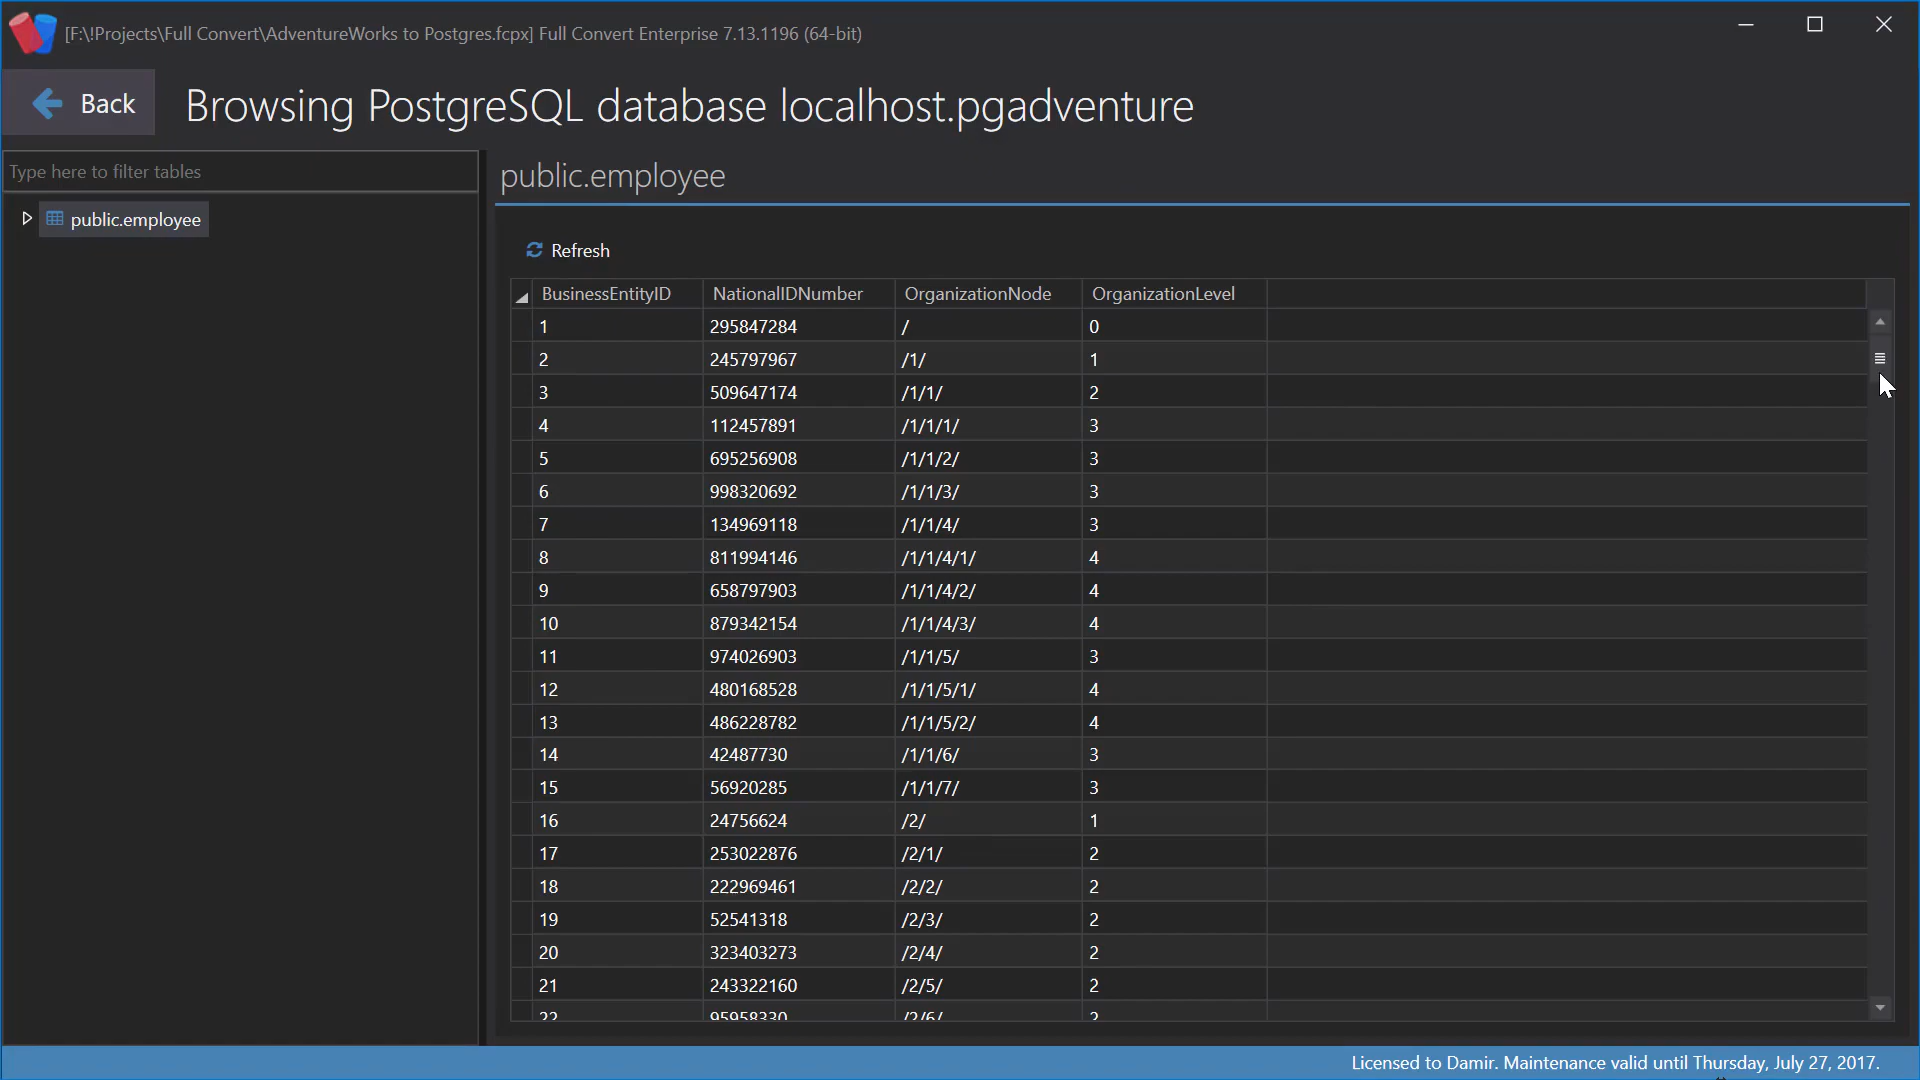 [F:\!Projects\Full Convert\AdventureWorks to Postgres.fcpx] Full Convert Enterprise 7.13.1196 (64-bit)
Back
Browsing PostgreSQL database localhost.pgadventure
Type here to filter tables
public.employee
public.employee
Refresh
BusinessEntityID NationalIDNumber OrganizationNode OrganizationLevel
1 295847284 / 0
2 245797967 /1/ 1
3 509647174 /1/1/ 2
4 112457891 /1/1/1/ 3
5 695256908 /1/1/2/ 3
6 998320692 /1/1/3/ 3
7 134969118 /1/1/4/ 3
8 811994146 /1/1/4/1/ 4
9 658797903 /1/1/4/2/ 4
10 879342154 /1/1/4/3/ 4
11 974026903 /1/1/5/ 3
12 480168528 /1/1/5/1/ 4
13 486228782 /1/1/5/2/ 4
14 42487730 /1/1/6/ 3
15 56920285 /1/1/7/ 3
16 24756624 /2/ 1
17 253022876 /2/1/ 2
18 222969461 /2/2/ 2
19 52541318 /2/3/ 2
20 323403273 /2/4/ 2
21 243322160 /2/5/ 2
22 95958330 /2/6/ 2
Licensed to Damir. Maintenance valid until Thursday, July 27, 2017.